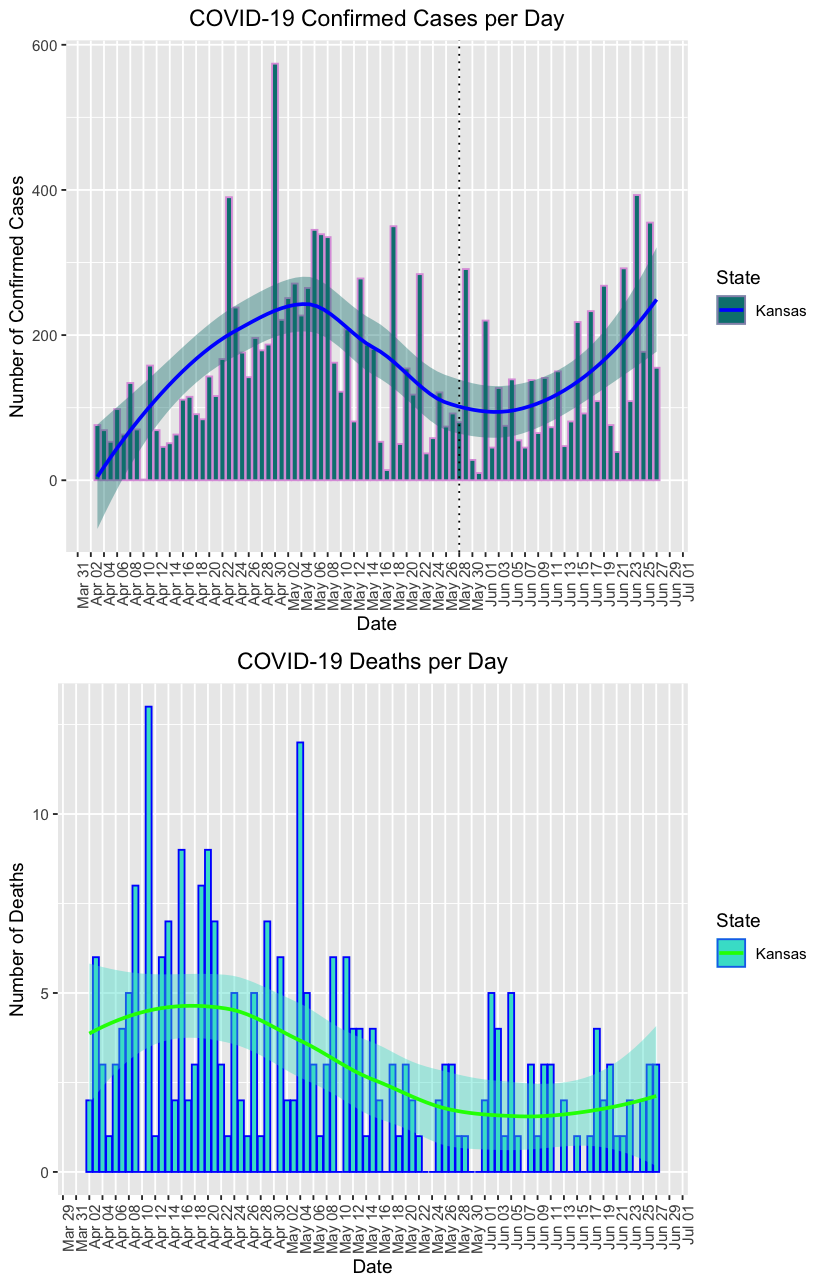 COVID-19 Confirmed Cases per Day
Number of Confirmed Cases
600
400
200
0
Mar 31
Apr 02
Apr 04
Apr 06
Apr 08
Apr 10
Apr 12
Apr 14
Apr 16
Apr 18
Apr 20
Apr 22
Apr 24
Apr 26
Apr 28
Apr 30
May 02
May 04
May 06
May 08
May 10
May 12
May 14
May 16
May 18
May 20
May 22
May 24
May 26
May 28
May 30
Jun 01
Jun 03
Jun 05
Jun 07
Jun 09
Jun 11
Jun 13
Jun 15
Jun 17
Jun 19
Jun 21
Jun 23
Jun 25
Jun 27
Jun 29
Jul 01
Date
State
Kansas
COVID-19 Deaths per Day
Number of Deaths
10
5
0
Mar 29
Mar 31
Apr 02
Apr 04
Apr 06
Apr 08
Apr 10
Apr 12
Apr 14
Apr 16
Apr 18
Apr 20
Apr 22
Apr 24
Apr 26
Apr 28
Apr 30
May 02
May 04
May 06
May 08
May 10
May 12
May 14
May 16
May 18
May 20
May 22
May 24
May 26
May 28
May 30
Jun 01
Jun 03
Jun 05
Jun 07
Jun 09
Jun 11
Jun 13
Jun 15
Jun 17
Jun 19
Jun 21
Jun 23
Jun 25
Jun 27
Jun 29
Jul 01
Date
State
Kansas